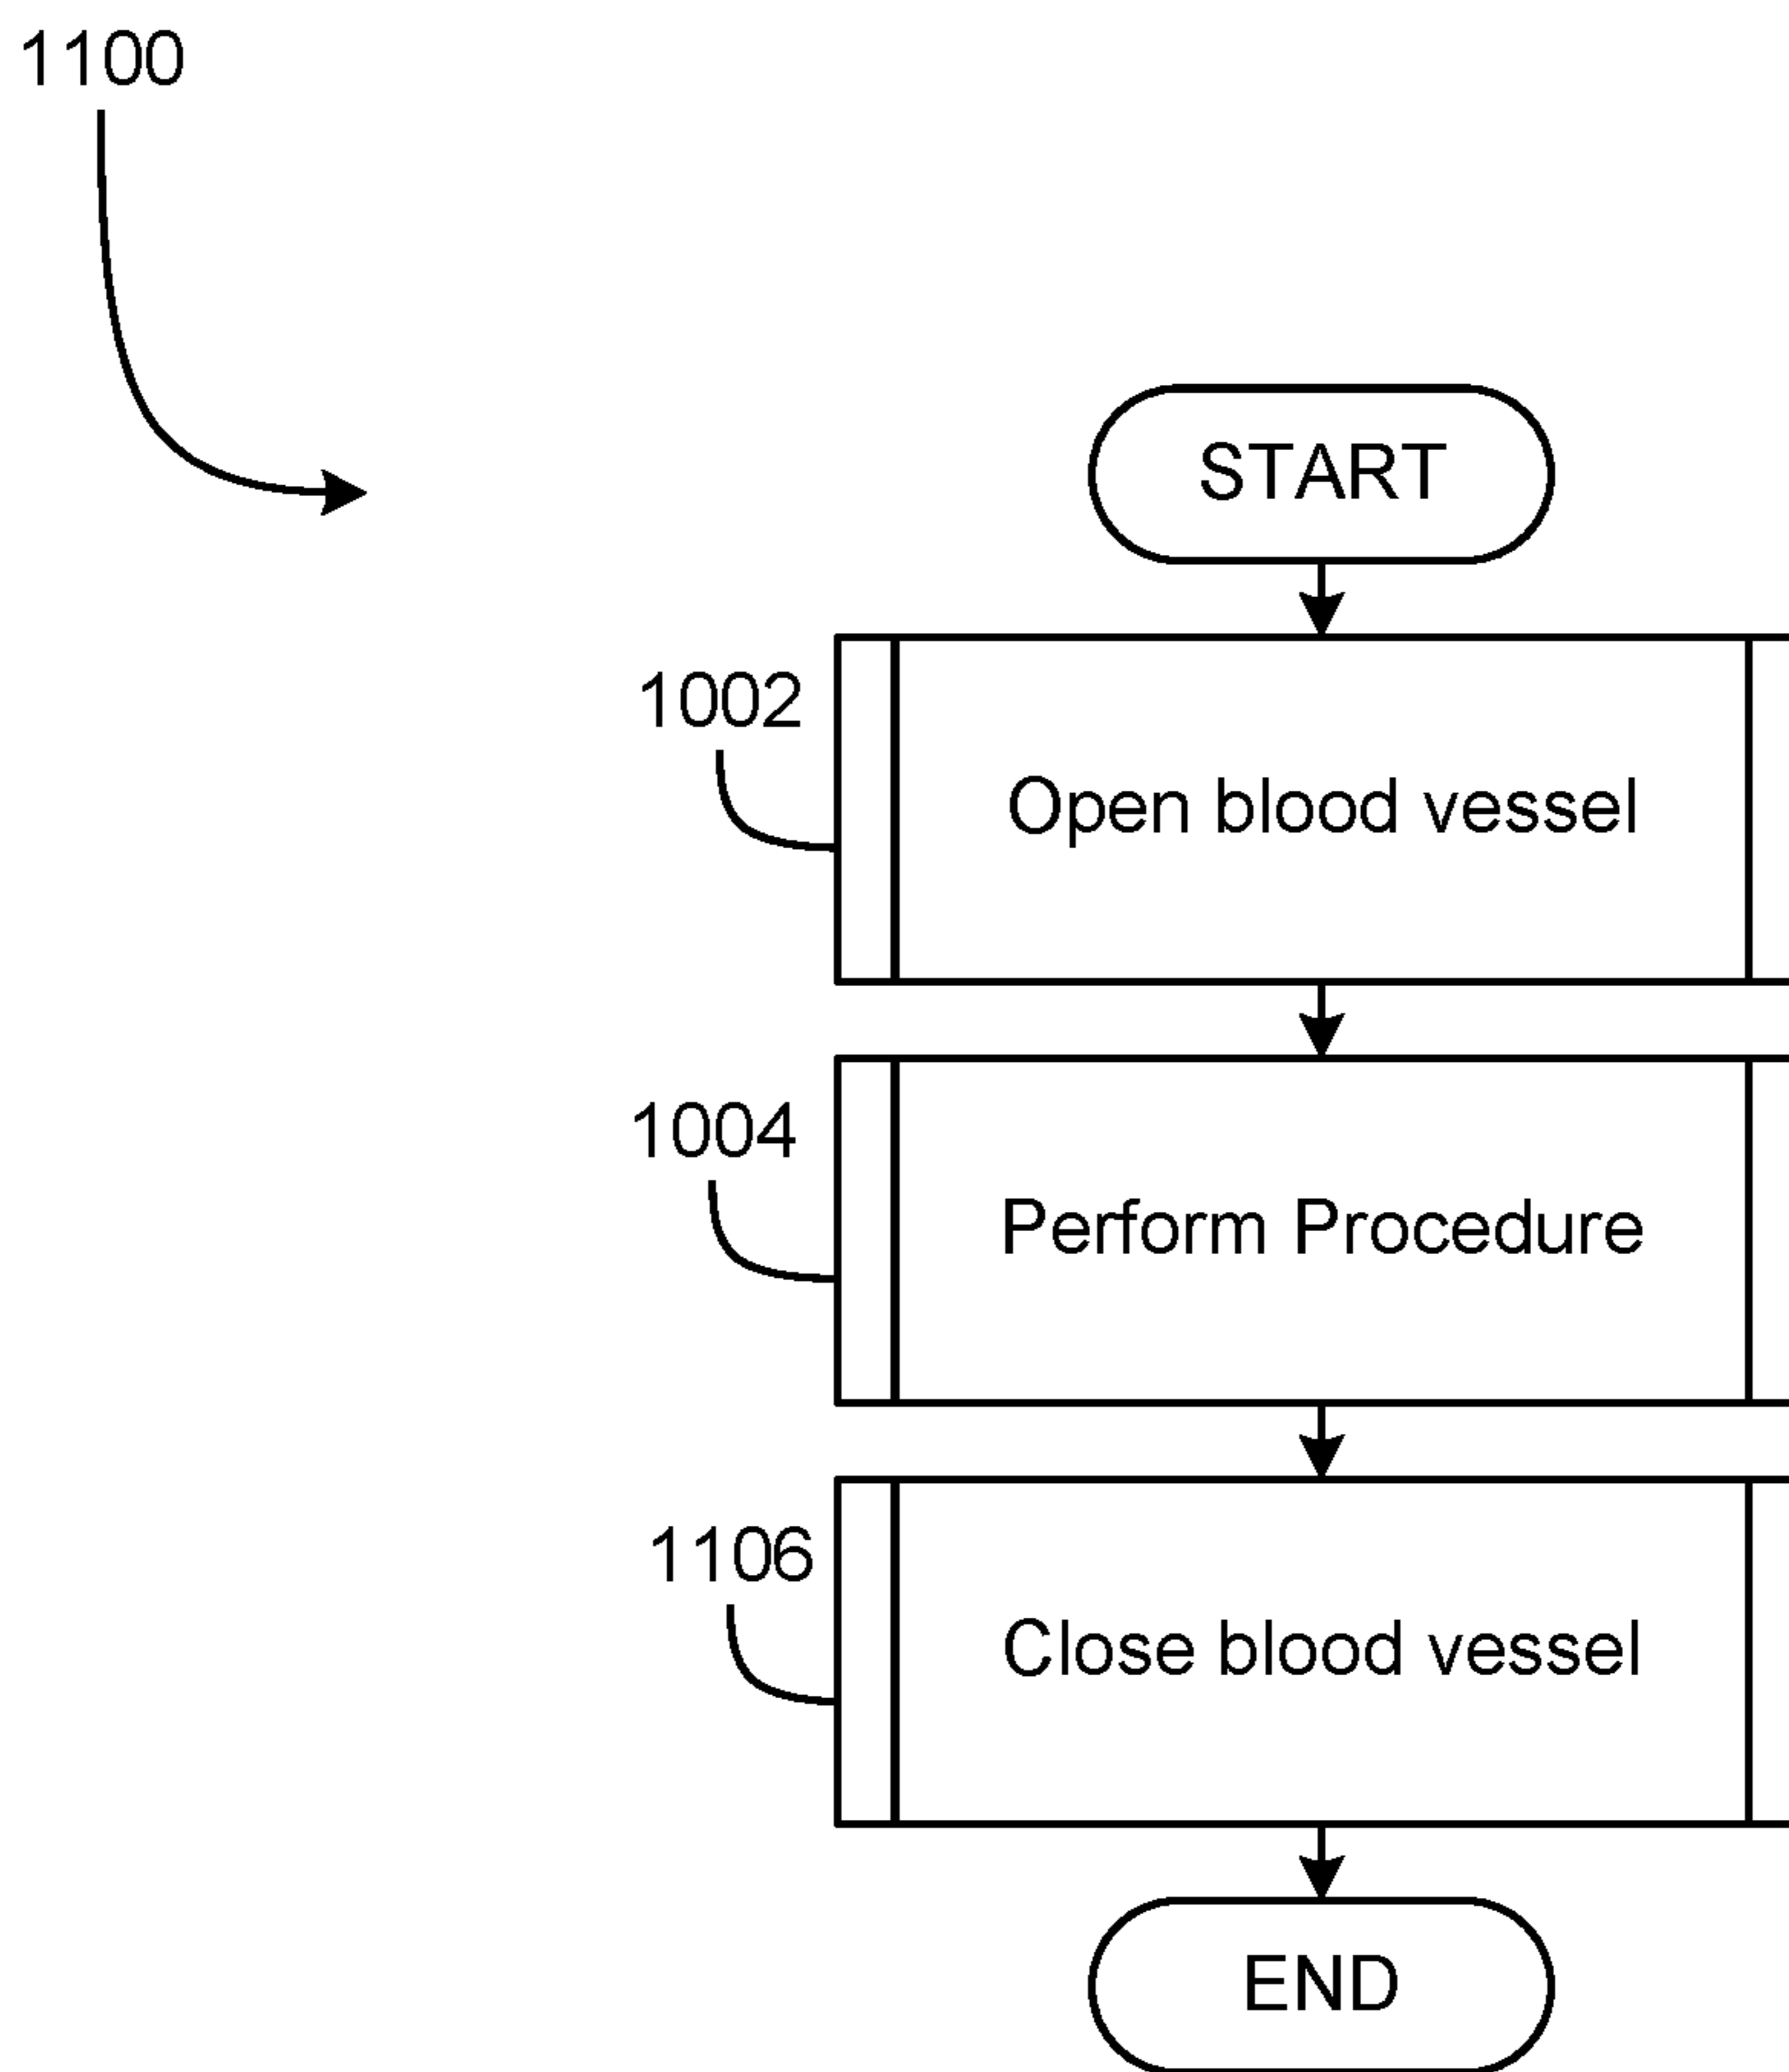 1100
START
1002
Open blood vessel
1004
Perform Procedure
1106
Close blood vessel
END